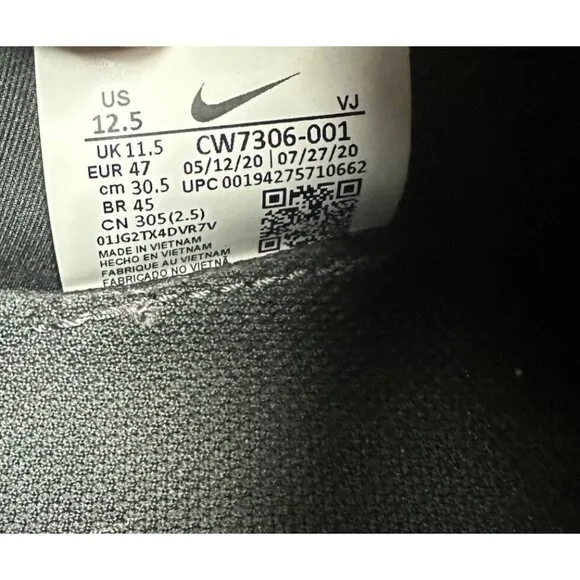 US
12.5
UK 11.5
EUR 47
cm 30.5
BR 45
CN 305(2.5)
01JG2TX4DVR7V
MADE IN VIETNAM
HECHO EN VIETNAM
FABRIQUE AU VIETNAM
FABRICADO NO VIETNÃ
VJ
CW7306-001
05/12/20 | 07/27/20
UPC 00194275710662